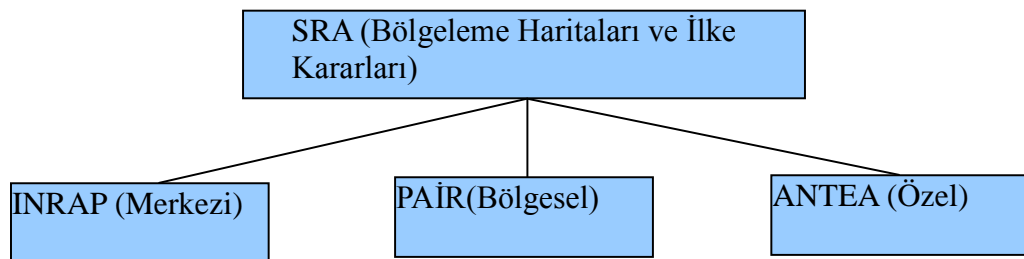 SRA (Bölgeleme Haritaları ve İlke
Kararları)
INRAP (Merkezi)
PAİR(Bölgesel)
ANTEA (Özel)